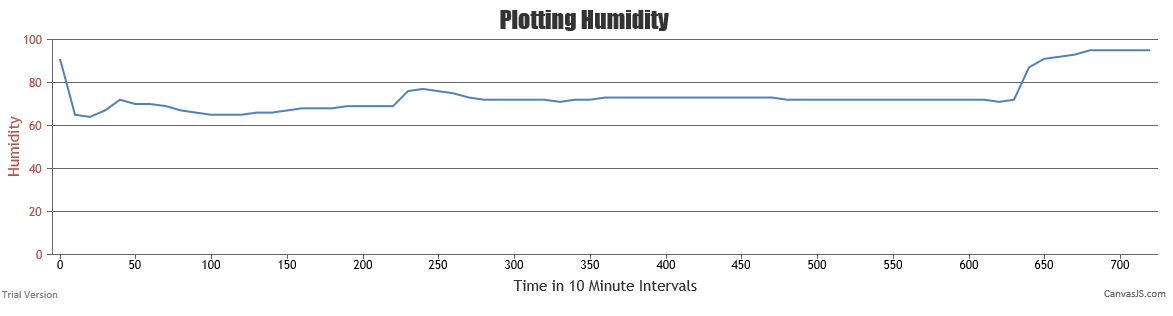 Plotting Humidity
100
80
60
40
20
0
Humidity
0 50 100 150 200 250 300 350 400 450 500 550 600 650 700
Time in 10 Minute Intervals
Trial Version
CanvasJS.com